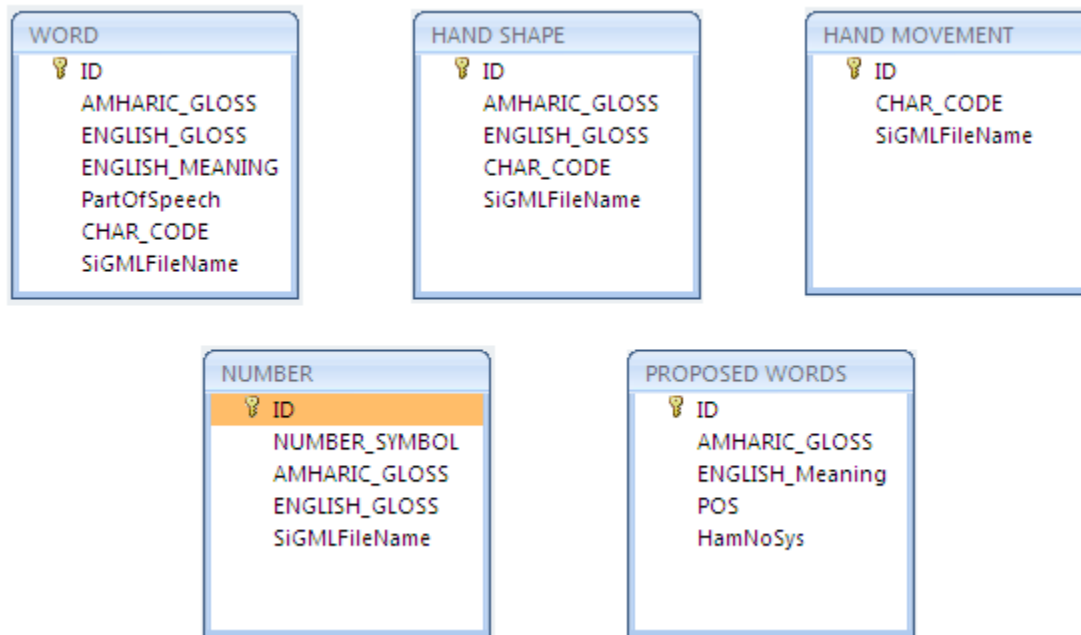 WORD
ID
AMHARIC_GLOSS
ENGLISH_GLOSS
ENGLISH_MEANING
PartOfSpeech
CHAR_CODE
SiGMLFileName
HAND SHAPE
ID
AMHARIC_GLOSS
ENGLISH_GLOSS
CHAR_CODE
SiGMLFileName
HAND MOVEMENT
ID
CHAR_CODE
SiGMLFileName
NUMBER
ID
NUMBER_SYMBOL
AMHARIC_GLOSS
ENGLISH_GLOSS
SiGMLFileName
PROPOSED WORDS
ID
AMHARIC_GLOSS
ENGLISH_Meaning
POS
HamNoSys